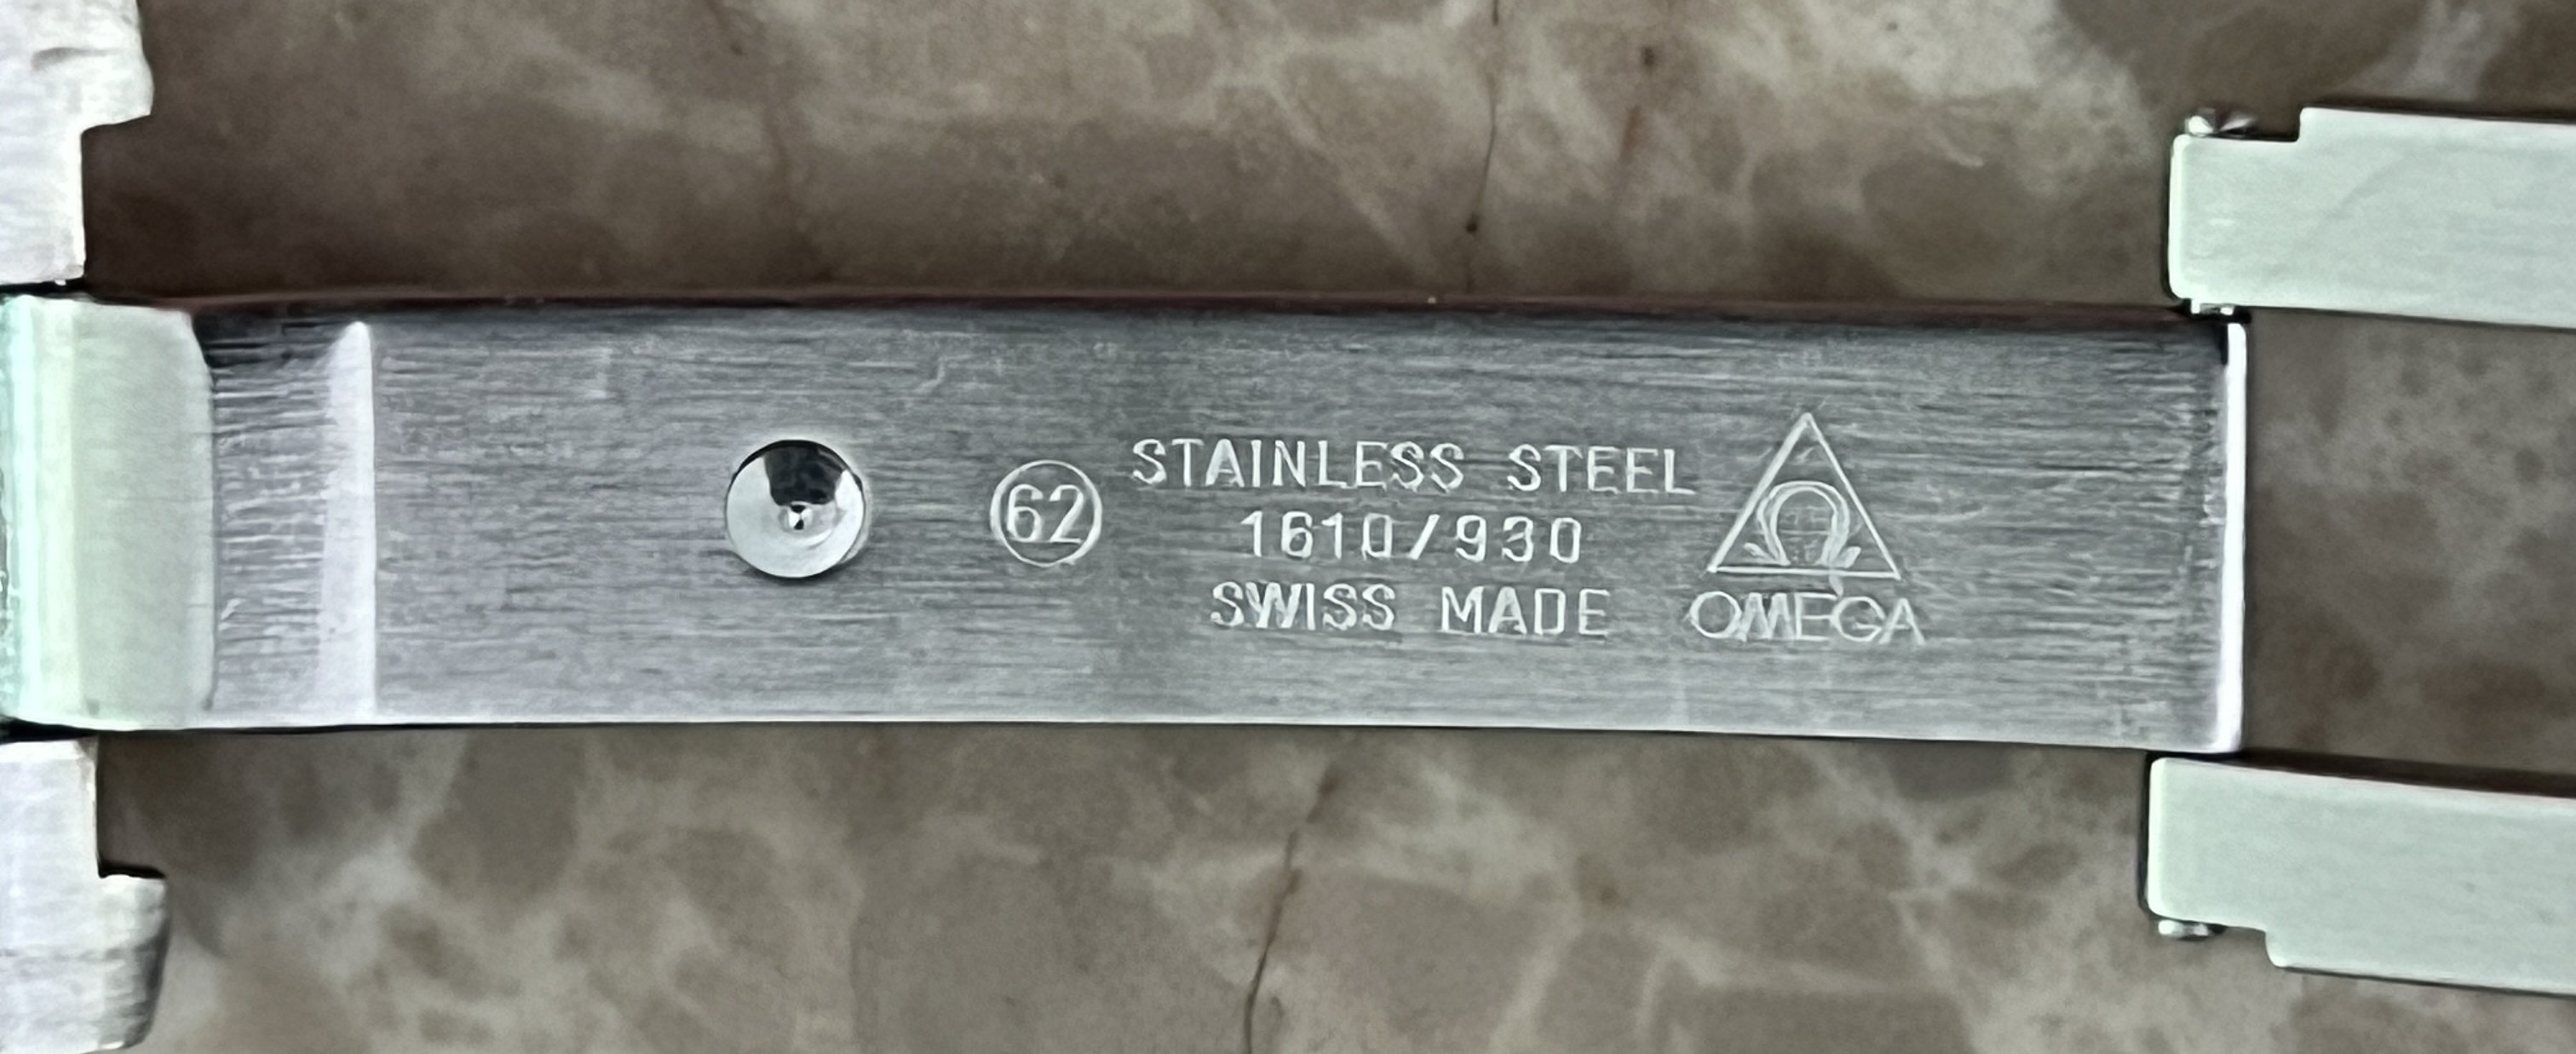 62
STAINLESS STEEL
1610/930
SWISS MADE
Ω
OMEGA